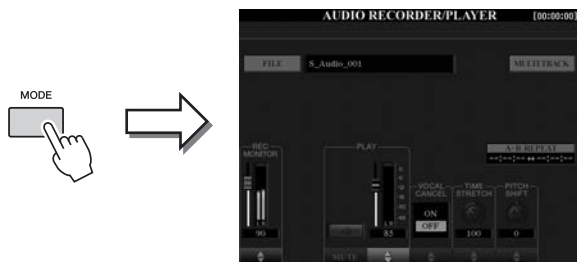 AUDIO RECORDER/PLAYER [00:00:00]
FILE S_Audio_001 MULTITRACK
MODE
A-B REPEAT
--:--:-- ↔ --:--:--
REC MONITOR
PLAY
VOCAL CANCEL
TIME STRETCH
PITCH SHIFT
ON
OFF
L R
L R
90
85
100
0
MUTE